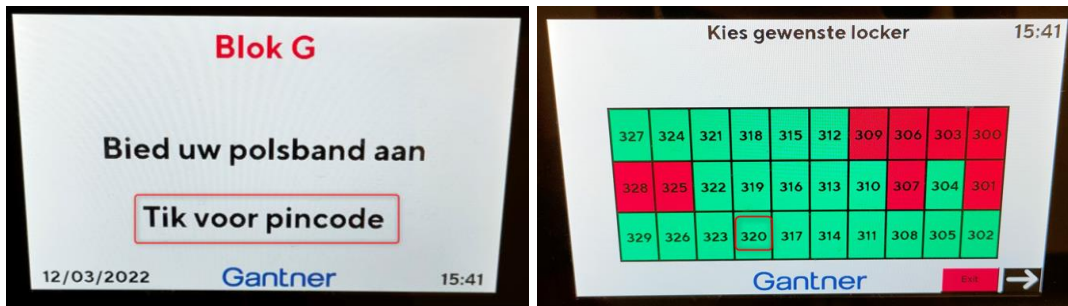 Blok G
Bied uw polsband aan
Tik voor pincode
12/03/2022 Gantner 15:41
Kies gewenste locker 15:41
327 324 321 318 315 312 309 306 303 300
328 325 322 319 316 313 310 307 304 301
329 326 323 320 317 314 311 308 305 302
Gantner Exit